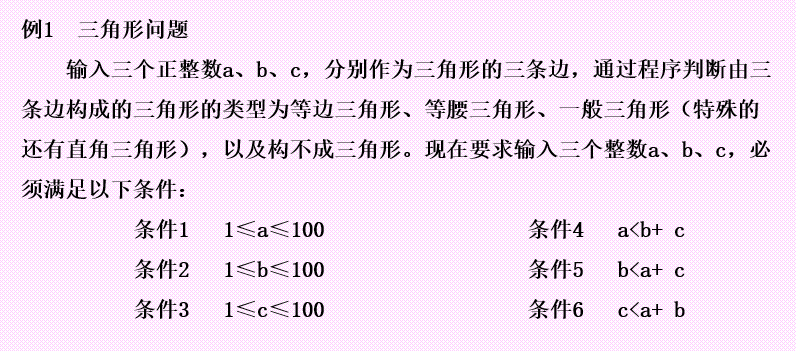 例1 三角形问题
输入三个正整数a、b、c，分别作为三角形的三条边，通过程序判断由三
条边构成的三角形的类型为等边三角形、等腰三角形、一般三角形（特殊的
还有直角三角形），以及构不成三角形。现在要求输入三个整数a、b、c，必
须满足以下条件：
条件1 1≤a≤100 条件4 a<b+ c
条件2 1≤b≤100 条件5 b<a+ c
条件3 1≤c≤100 条件6 c<a+ b